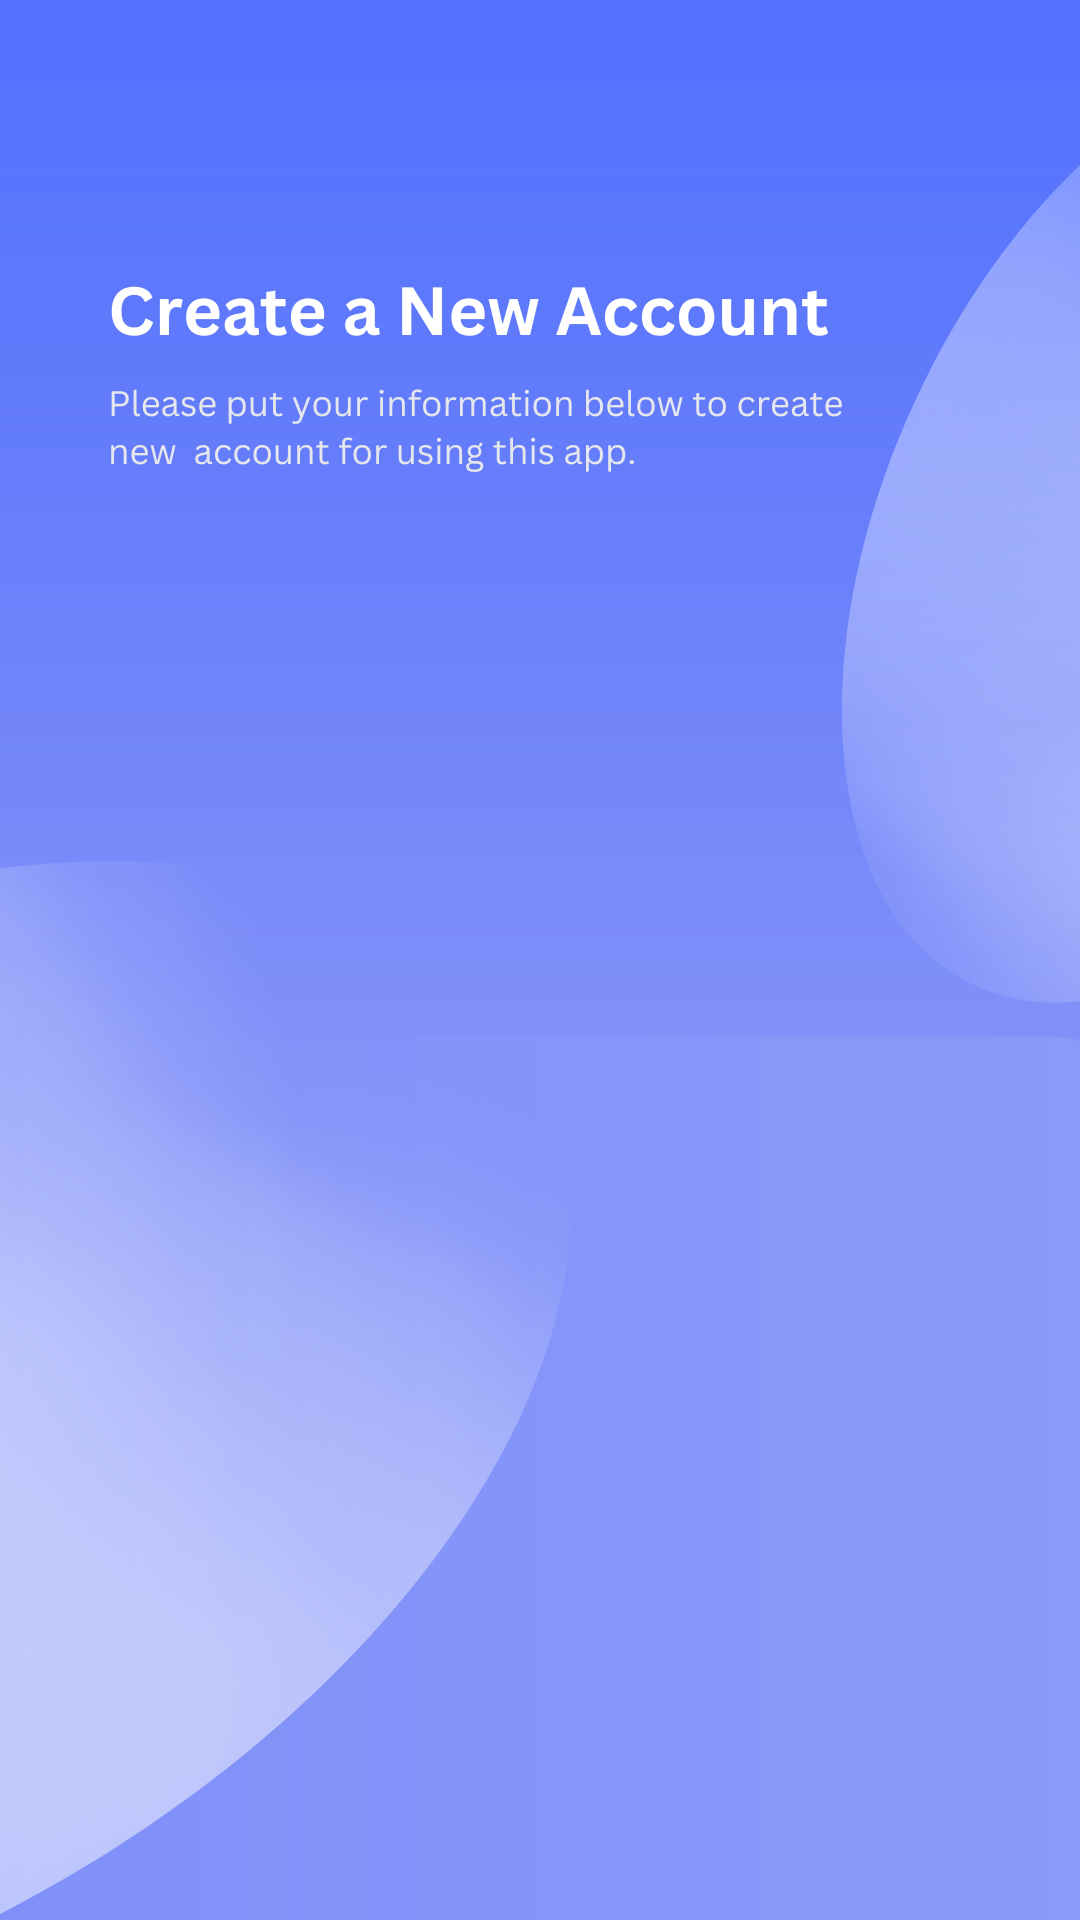 Create a New Account
Please put your information below to create
new  account for using this app.